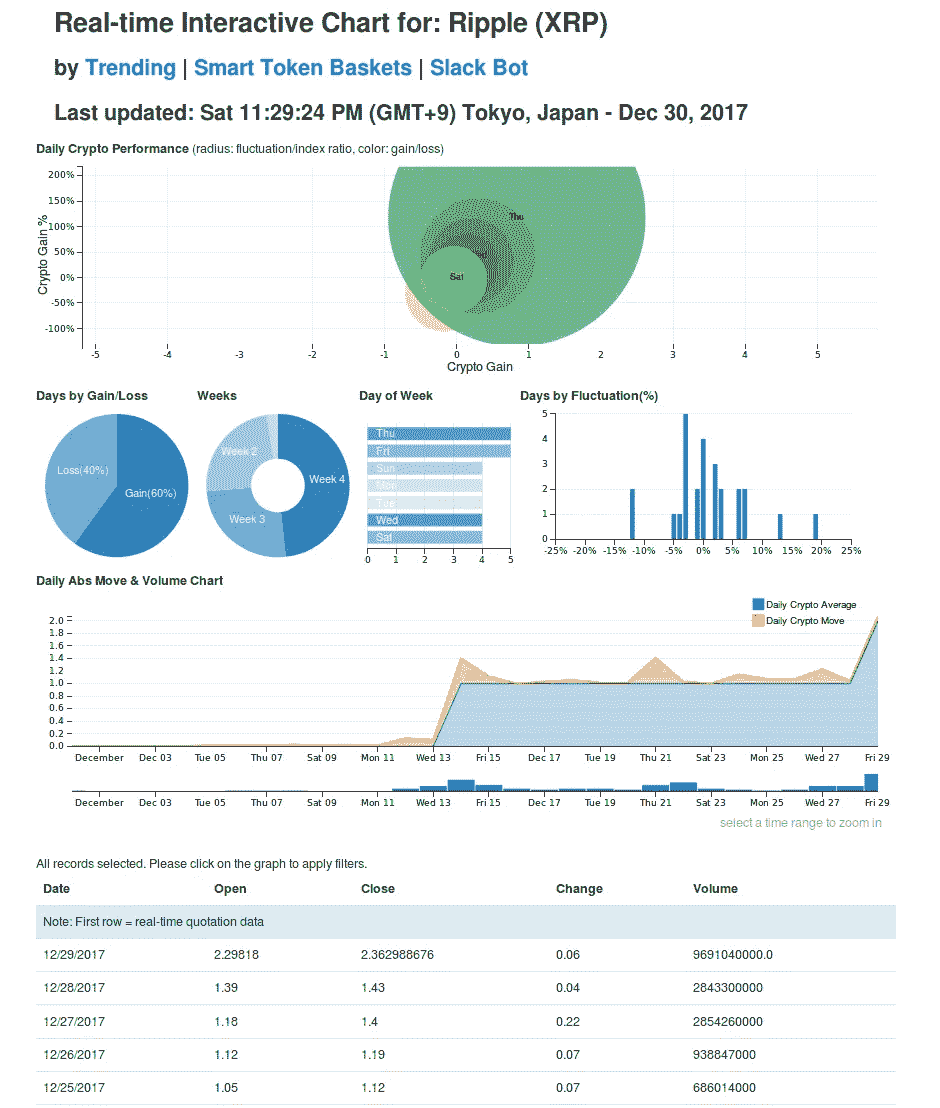 Real-time Interactive Chart for: Ripple (XRP)
by Trending | Smart Token Baskets | Slack Bot
Last updated: Sat 11:29:24 PM (GMT+9) Tokyo, Japan - Dec 30, 2017
Daily Crypto Performance (radius: fluctuation/index ratio, color: gain/loss)
Crypto Gain %
200%
150%
100%
50%
0%
-50%
-100%
Thu
Sat
-5 -4 -3 -2 -1 0 1 2 3 4 5
Crypto Gain
Days by Gain/Loss
Loss(40%)
Gain(60%)
Weeks
Week 2
Week 4
Week 3
Day of Week
Thu
Fri
Sun
Mon
Tue
Wed
Sat
0 1 2 3 4 5
Days by Fluctuation(%)
5
4
3
2
1
0
-25% -20% -15% -10% -5% 0% 5% 10% 15% 20% 25%
Daily Abs Move & Volume Chart
Daily Crypto Average
Daily Crypto Move
2.0
1.8
1.6
1.4
1.2
1.0
0.8
0.6
0.4
0.2
0.0
December Dec 03 Tue 05 Thu 07 Sat 09 Mon 11 Wed 13 Fri 15 Dec 17 Tue 19 Thu 21 Sat 23 Mon 25 Wed 27 Fri 29
December Dec 03 Tue 05 Thu 07 Sat 09 Mon 11 Wed 13 Fri 15 Dec 17 Tue 19 Thu 21 Sat 23 Mon 25 Wed 27 Fri 29
select a time range to zoom in
All records selected. Please click on the graph to apply filters.
Date Open Close Change Volume
Note: First row = real-time quotation data
12/29/2017 2.29818 2.362988676 0.06 9691040000.0
12/28/2017 1.39 1.43 0.04 2843300000
12/27/2017 1.18 1.4 0.22 2854260000
12/26/2017 1.12 1.19 0.07 938847000
12/25/2017 1.05 1.12 0.07 686014000